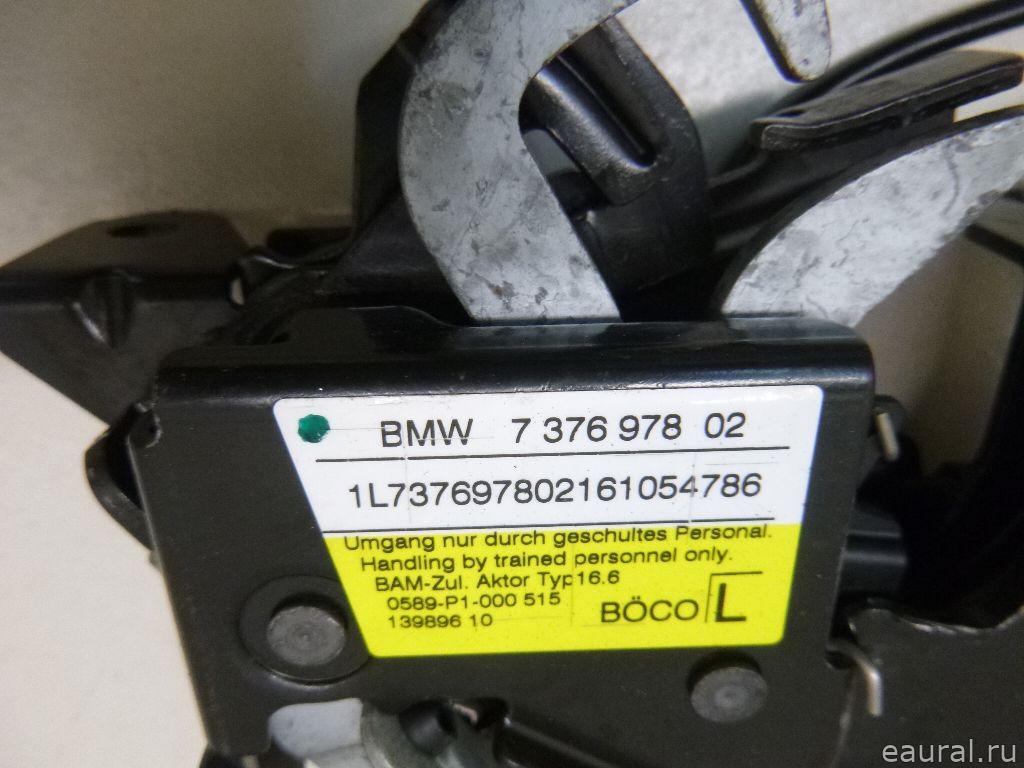 BMW 7 376 978 02
1L737697802161054786
Umgang nur durch geschultes Personal.
Handling by trained personnel only.
BAM-Zul. Aktor Typ16.6
0589-P1-000 515
139896 10
BÖCO L
eaural.ru